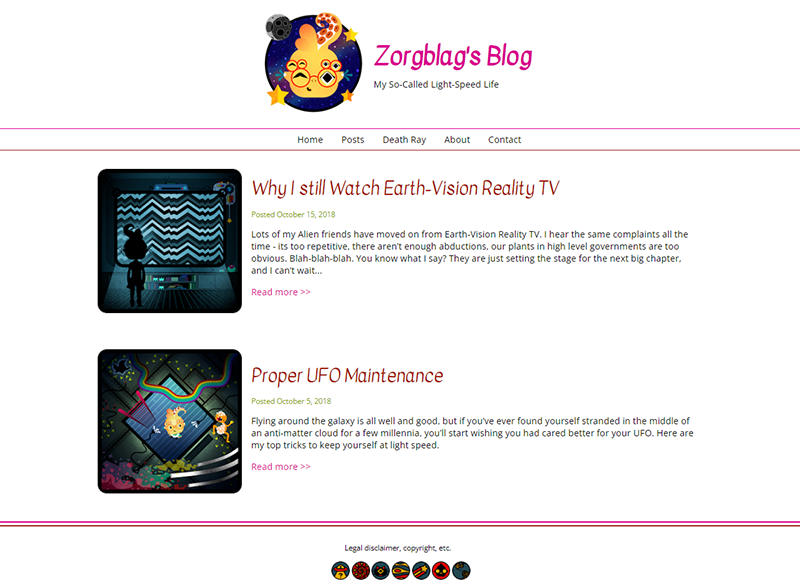 Zorgblag's Blog
My So-Called Light-Speed Life
Home Posts Death Ray About Contact
Why I still Watch Earth-Vision Reality TV
Posted October 15, 2018
Lots of my Alien friends have moved on from Earth-Vision Reality TV. I hear the same complaints all the
time - its too repetitive, there aren't enough abductions, our plants in high level governments are too
obvious. Blah-blah-blah. You know what I say? They are just setting the stage for the next big chapter,
and I can't wait...
Read more >>
Proper UFO Maintenance
Posted October 5, 2018
Flying around the galaxy is all well and good, but if you've ever found yourself stranded in the middle of
an anti-matter cloud for a few millennia, you'll start wishing you had cared better for your UFO. Here are
my top tricks to keep yourself at light speed.
Read more >>
Legal disclaimer, copyright, etc.